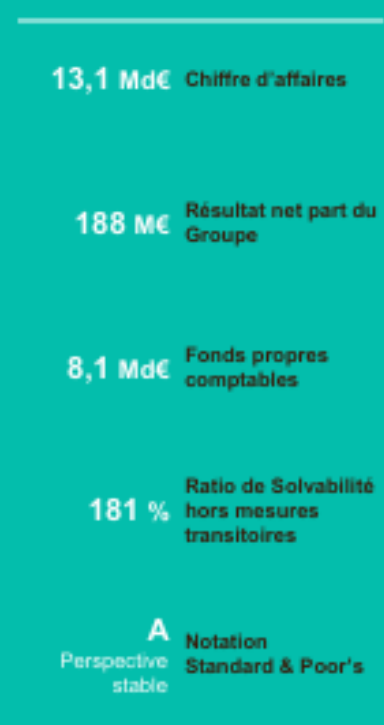 13,1 Md€ Chiffre d'affaires
188 M€ Résultat net part du
Groupe
8,1 Md€ Fonds propres
comptables
181 % Ratio de Solvabilité
hors mesures
transitoires
A
Perspective
stable
Notation
Standard & Poor's